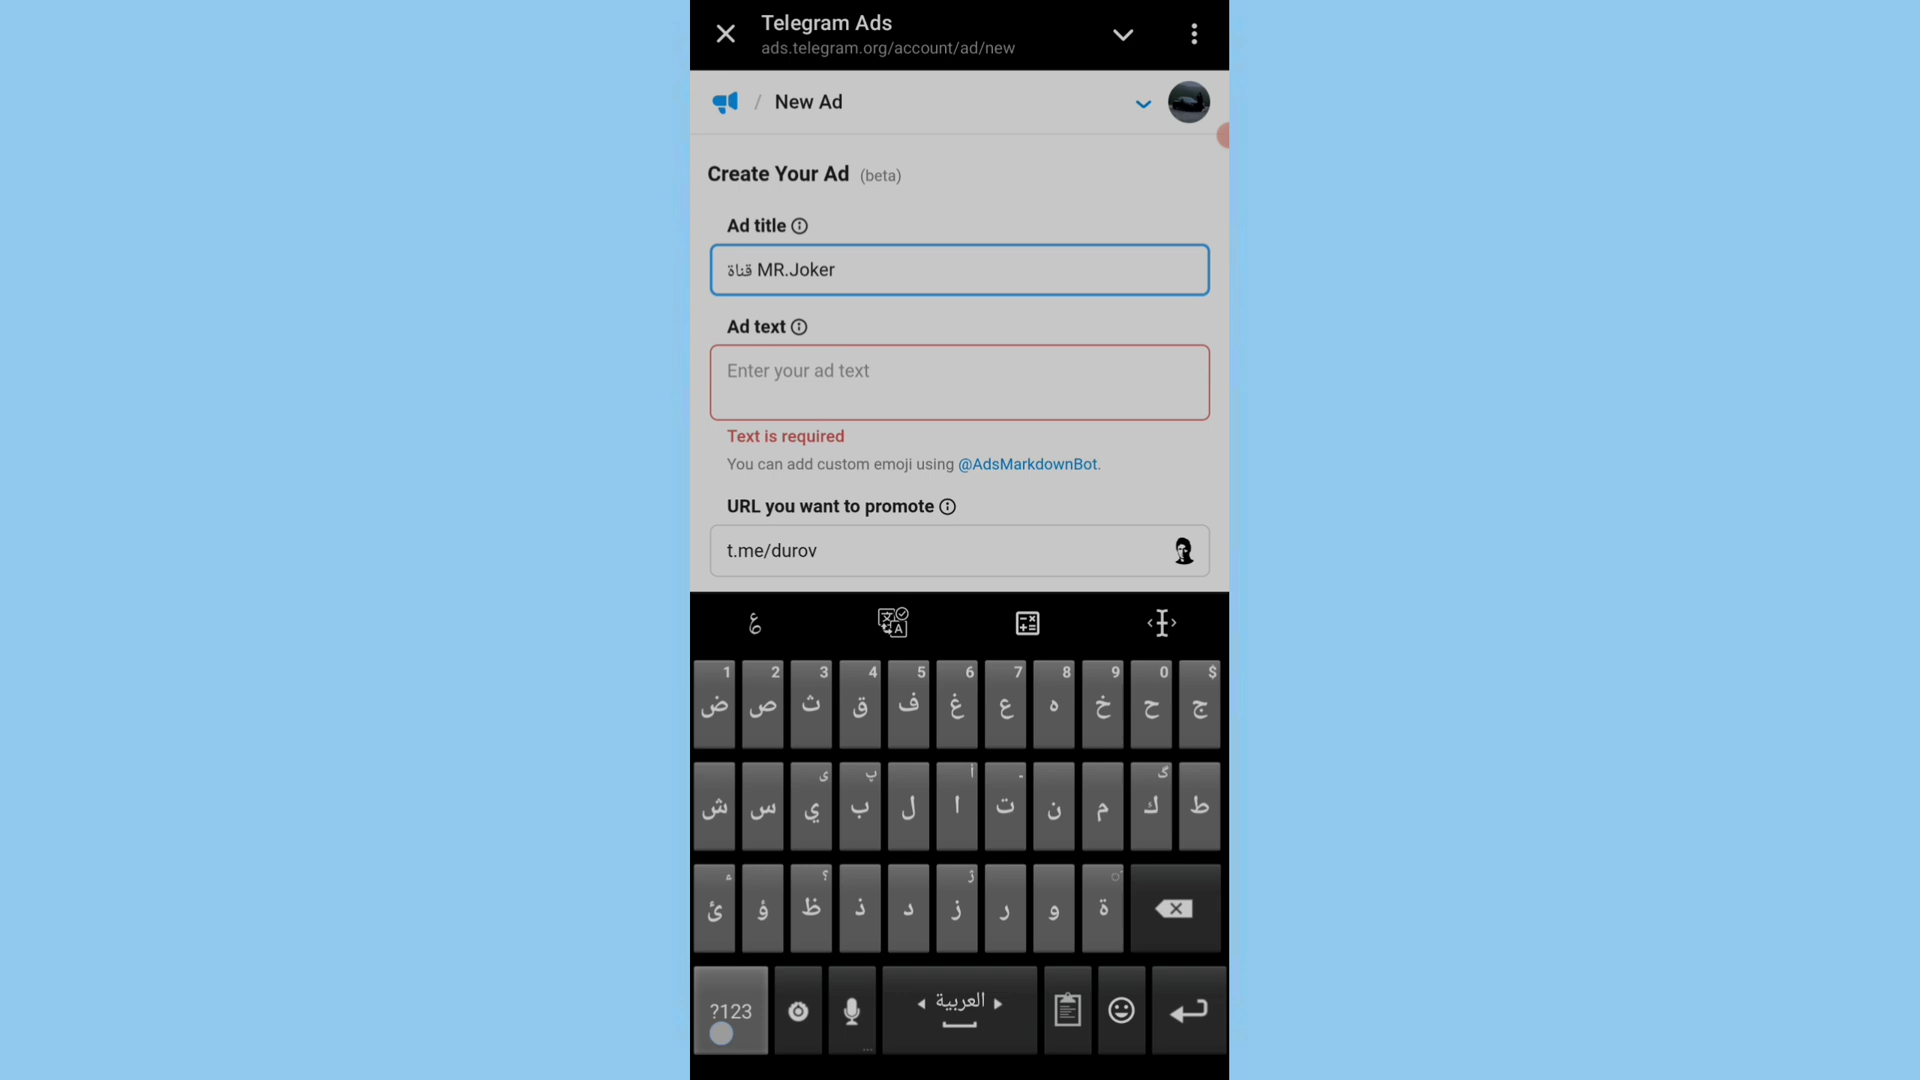 Telegram Ads
ads.telegram.org/account/ad/new
/ New Ad
Create Your Ad (beta)
Ad title
قناة MR.Joker
Ad text
Enter your ad text
Text is required
You can add custom emoji using @AdsMarkdownBot.
URL you want to promote
t.me/durov
ع
1 2 3 4 5 6 7 8 9 0 $
ض ص ث ق ف غ ع ه خ ح ج
ى پ أ - گ
ش س ي ب ل ا ت ن م ك ط
ء ؟ ژ
ئ ؤ ظ ذ د ز ر و ة
?123 العربية